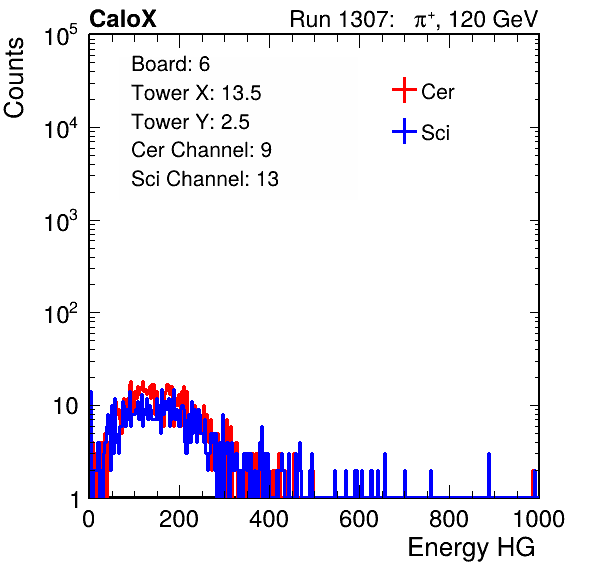 CaloX Run 1307: π⁺, 120 GeV
Board: 6
Tower X: 13.5
Tower Y: 2.5
Cer Channel: 9
Sci Channel: 13
Cer
Sci
Counts
10⁵
10⁴
10³
10²
10
1
0 200 400 600 800 1000
Energy HG